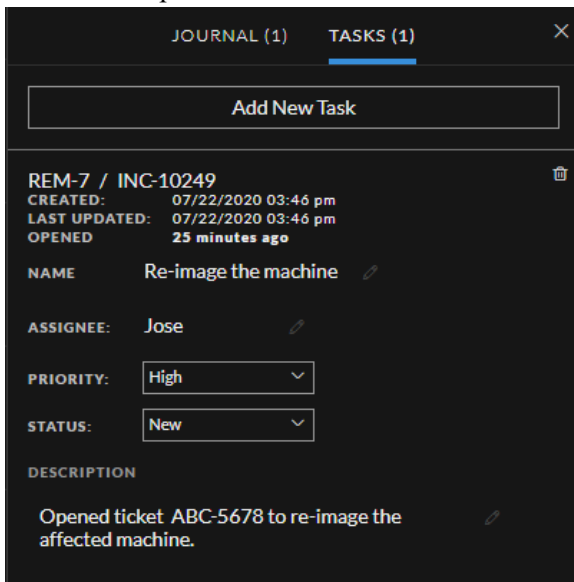 JOURNAL (1) TASKS (1)
Add New Task
REM-7 / INC-10249
CREATED: 07/22/2020 03:46 pm
LAST UPDATED: 07/22/2020 03:46 pm
OPENED 25 minutes ago
NAME Re-image the machine
ASSIGNEE: Jose
PRIORITY: High
STATUS: New
DESCRIPTION
Opened ticket ABC-5678 to re-image the
affected machine.